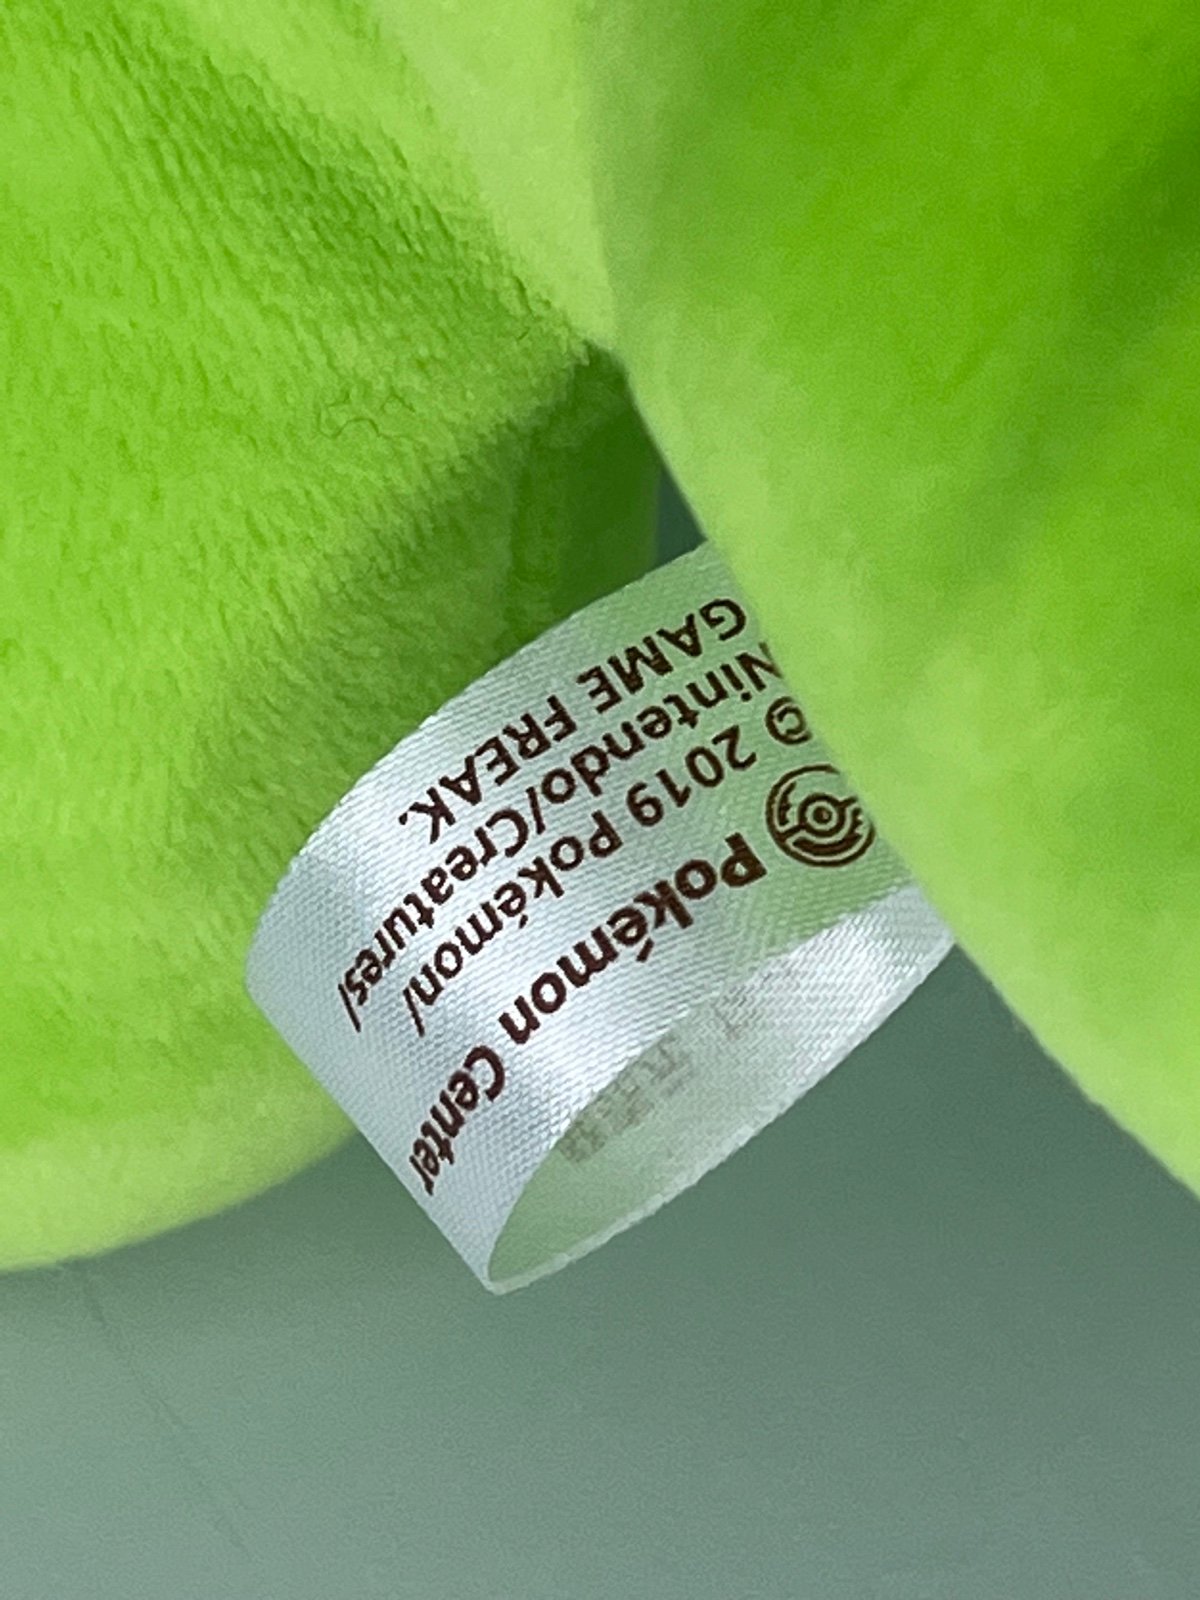 Pokémon Center
© 2019 Pokémon/
Nintendo/Creatures/
GAME FREAK.